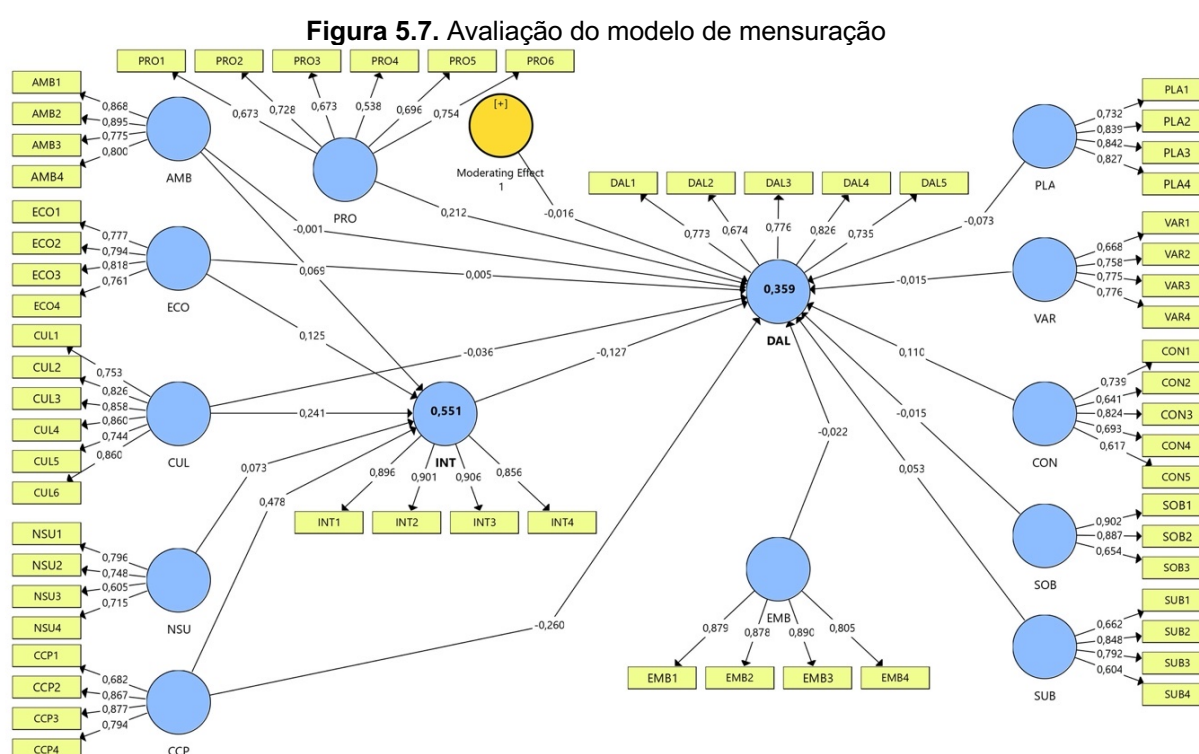 Figura 5.7. Avaliação do modelo de mensuração
PRO1 PRO2 PRO3 PRO4 PRO5 PRO6
0,673 0,728 0,673 0,538 0,696 0,754
PRO
AMB1
AMB2
AMB3
AMB4
0,868
0,895
0,775
0,800
AMB
[+]
Moderating Effect
1
ECO1
ECO2
ECO3
ECO4
0,777
0,794
0,818
0,761
ECO
CUL1
CUL2
CUL3
CUL4
CUL5
CUL6
0,753
0,826
0,858
0,860
0,744
0,860
CUL
NSU1
NSU2
NSU3
NSU4
0,796
0,748
0,605
0,715
NSU
CCP1
CCP2
CCP3
CCP4
0,682
0,867
0,877
0,794
CCP
0,212
-0,016
-0,001
0,069
0,005
0,125
-0,036
-0,127
0,241
0,073
0,478
-0,260
0,551
INT
0,896 0,901 0,906 0,856
INT1 INT2 INT3 INT4
DAL1 DAL2 DAL3 DAL4 DAL5
0,773 0,674 0,776 0,826 0,735
0,359
DAL
-0,073
-0,015
0,110
-0,015
-0,022
0,053
EMB
0,879 0,878 0,890 0,805
EMB1 EMB2 EMB3 EMB4
PLA1
PLA2
PLA3
PLA4
0,732
0,839
0,842
0,827
PLA
VAR1
VAR2
VAR3
VAR4
0,668
0,758
0,775
0,776
VAR
CON1
CON2
CON3
CON4
CON5
0,739
0,641
0,824
0,693
0,617
CON
SOB1
SOB2
SOB3
0,902
0,887
0,654
SOB
SUB1
SUB2
SUB3
SUB4
0,662
0,848
0,792
0,604
SUB